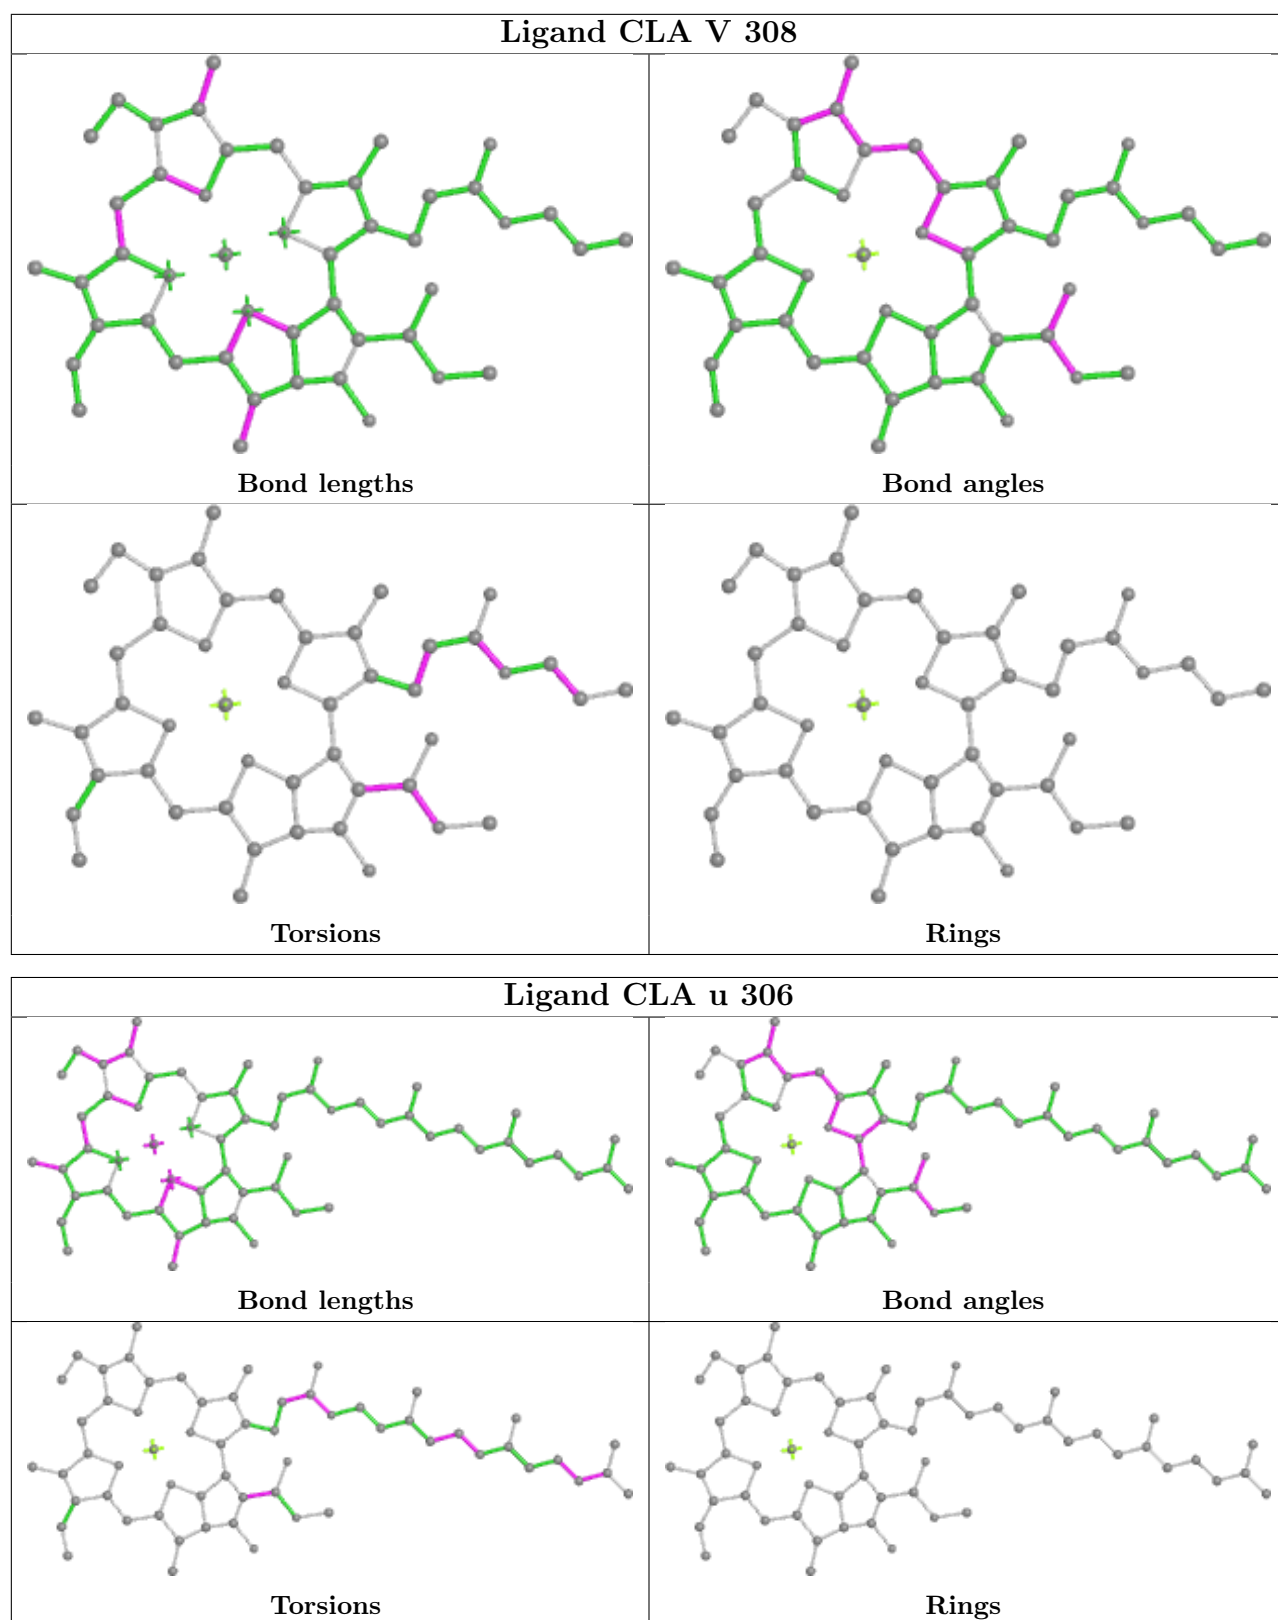 Ligand CLA V 308
Bond lengths
Bond angles
Torsions
Rings
Ligand CLA u 306
Bond lengths
Bond angles
Torsions
Rings